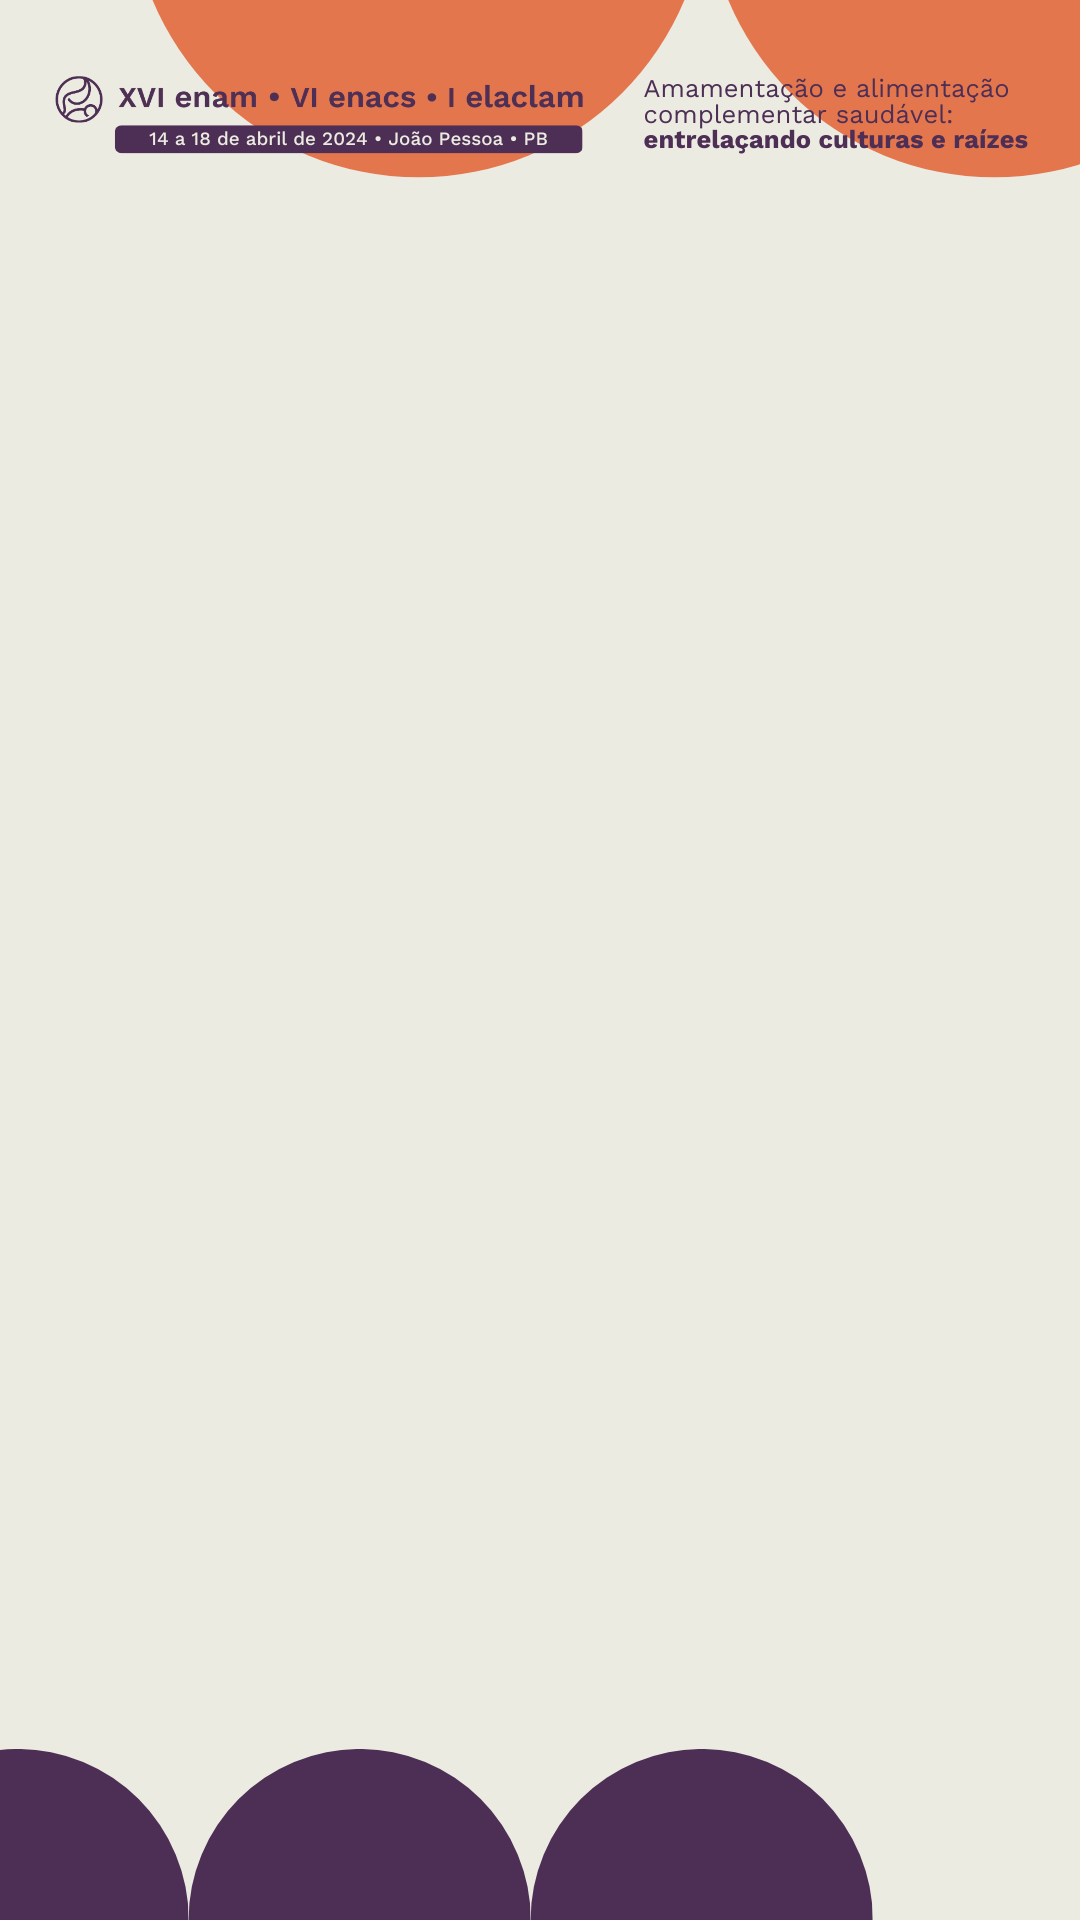 XVI enam • VI enacs • I elaclam
14 a 18 de abril de 2024 • João Pessoa • PB
Amamentação e alimentação
complementar saudável:
entrelaçando culturas e raízes